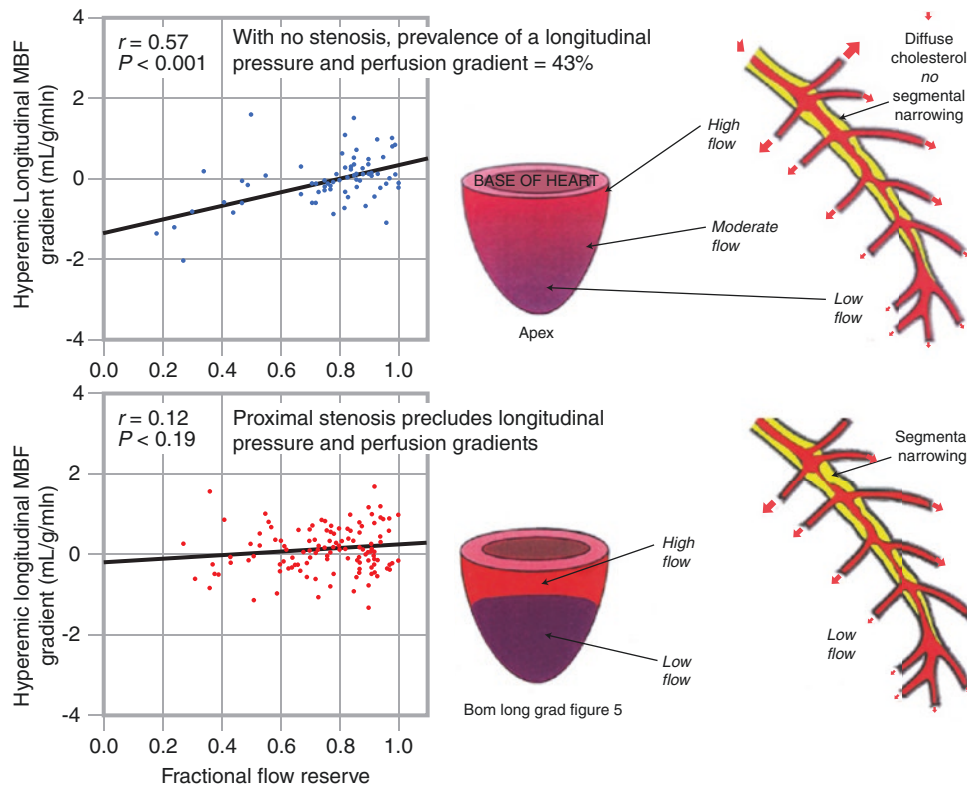 4
2
0
-2
-4
Hyperemic Longitudinal MBF
gradient (mL/g/mln)
r = 0.57
P < 0.001
With no stenosis, prevalence of a longitudinal
pressure and perfusion gradient = 43%
0.0 0.2 0.4 0.6 0.8 1.0
BASE OF HEART
Apex
High
flow
Moderate
flow
Low
flow
Diffuse
cholesterol
no
segmental
narrowing
4
2
0
-2
-4
Hyperemic longitudinal MBF
gradient (mL/g/mln)
r = 0.12
P < 0.19
Proximal stenosis precludes longitudinal
pressure and perfusion gradients
0.0 0.2 0.4 0.6 0.8 1.0
Fractional flow reserve
High
flow
Low
flow
Bom long grad figure 5
Segmenta
narrowing
Low
flow